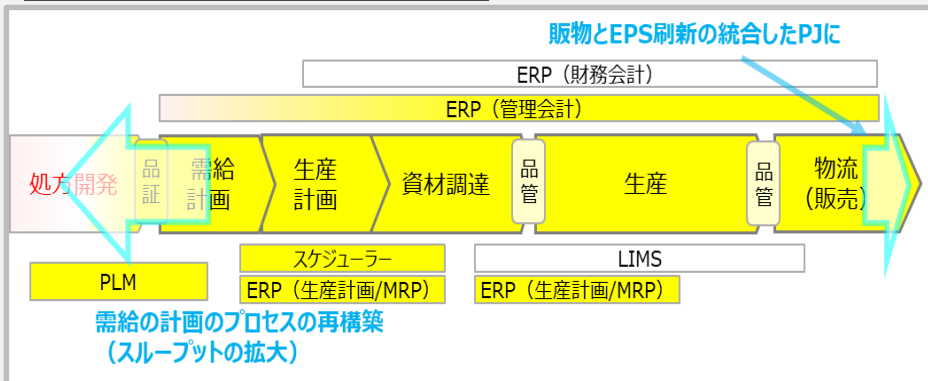 販物とEPS刷新の統合したPJに
ERP（財務会計）
ERP（管理会計）
処方開発
品
証
需給
計画
生産
計画
資材調達
品
管
生産
品
管
物流
（販売）
スケジューラー
LIMS
PLM
ERP（生産計画/MRP）
ERP（生産計画/MRP）
需給の計画のプロセスの再構築
（スループットの拡大）